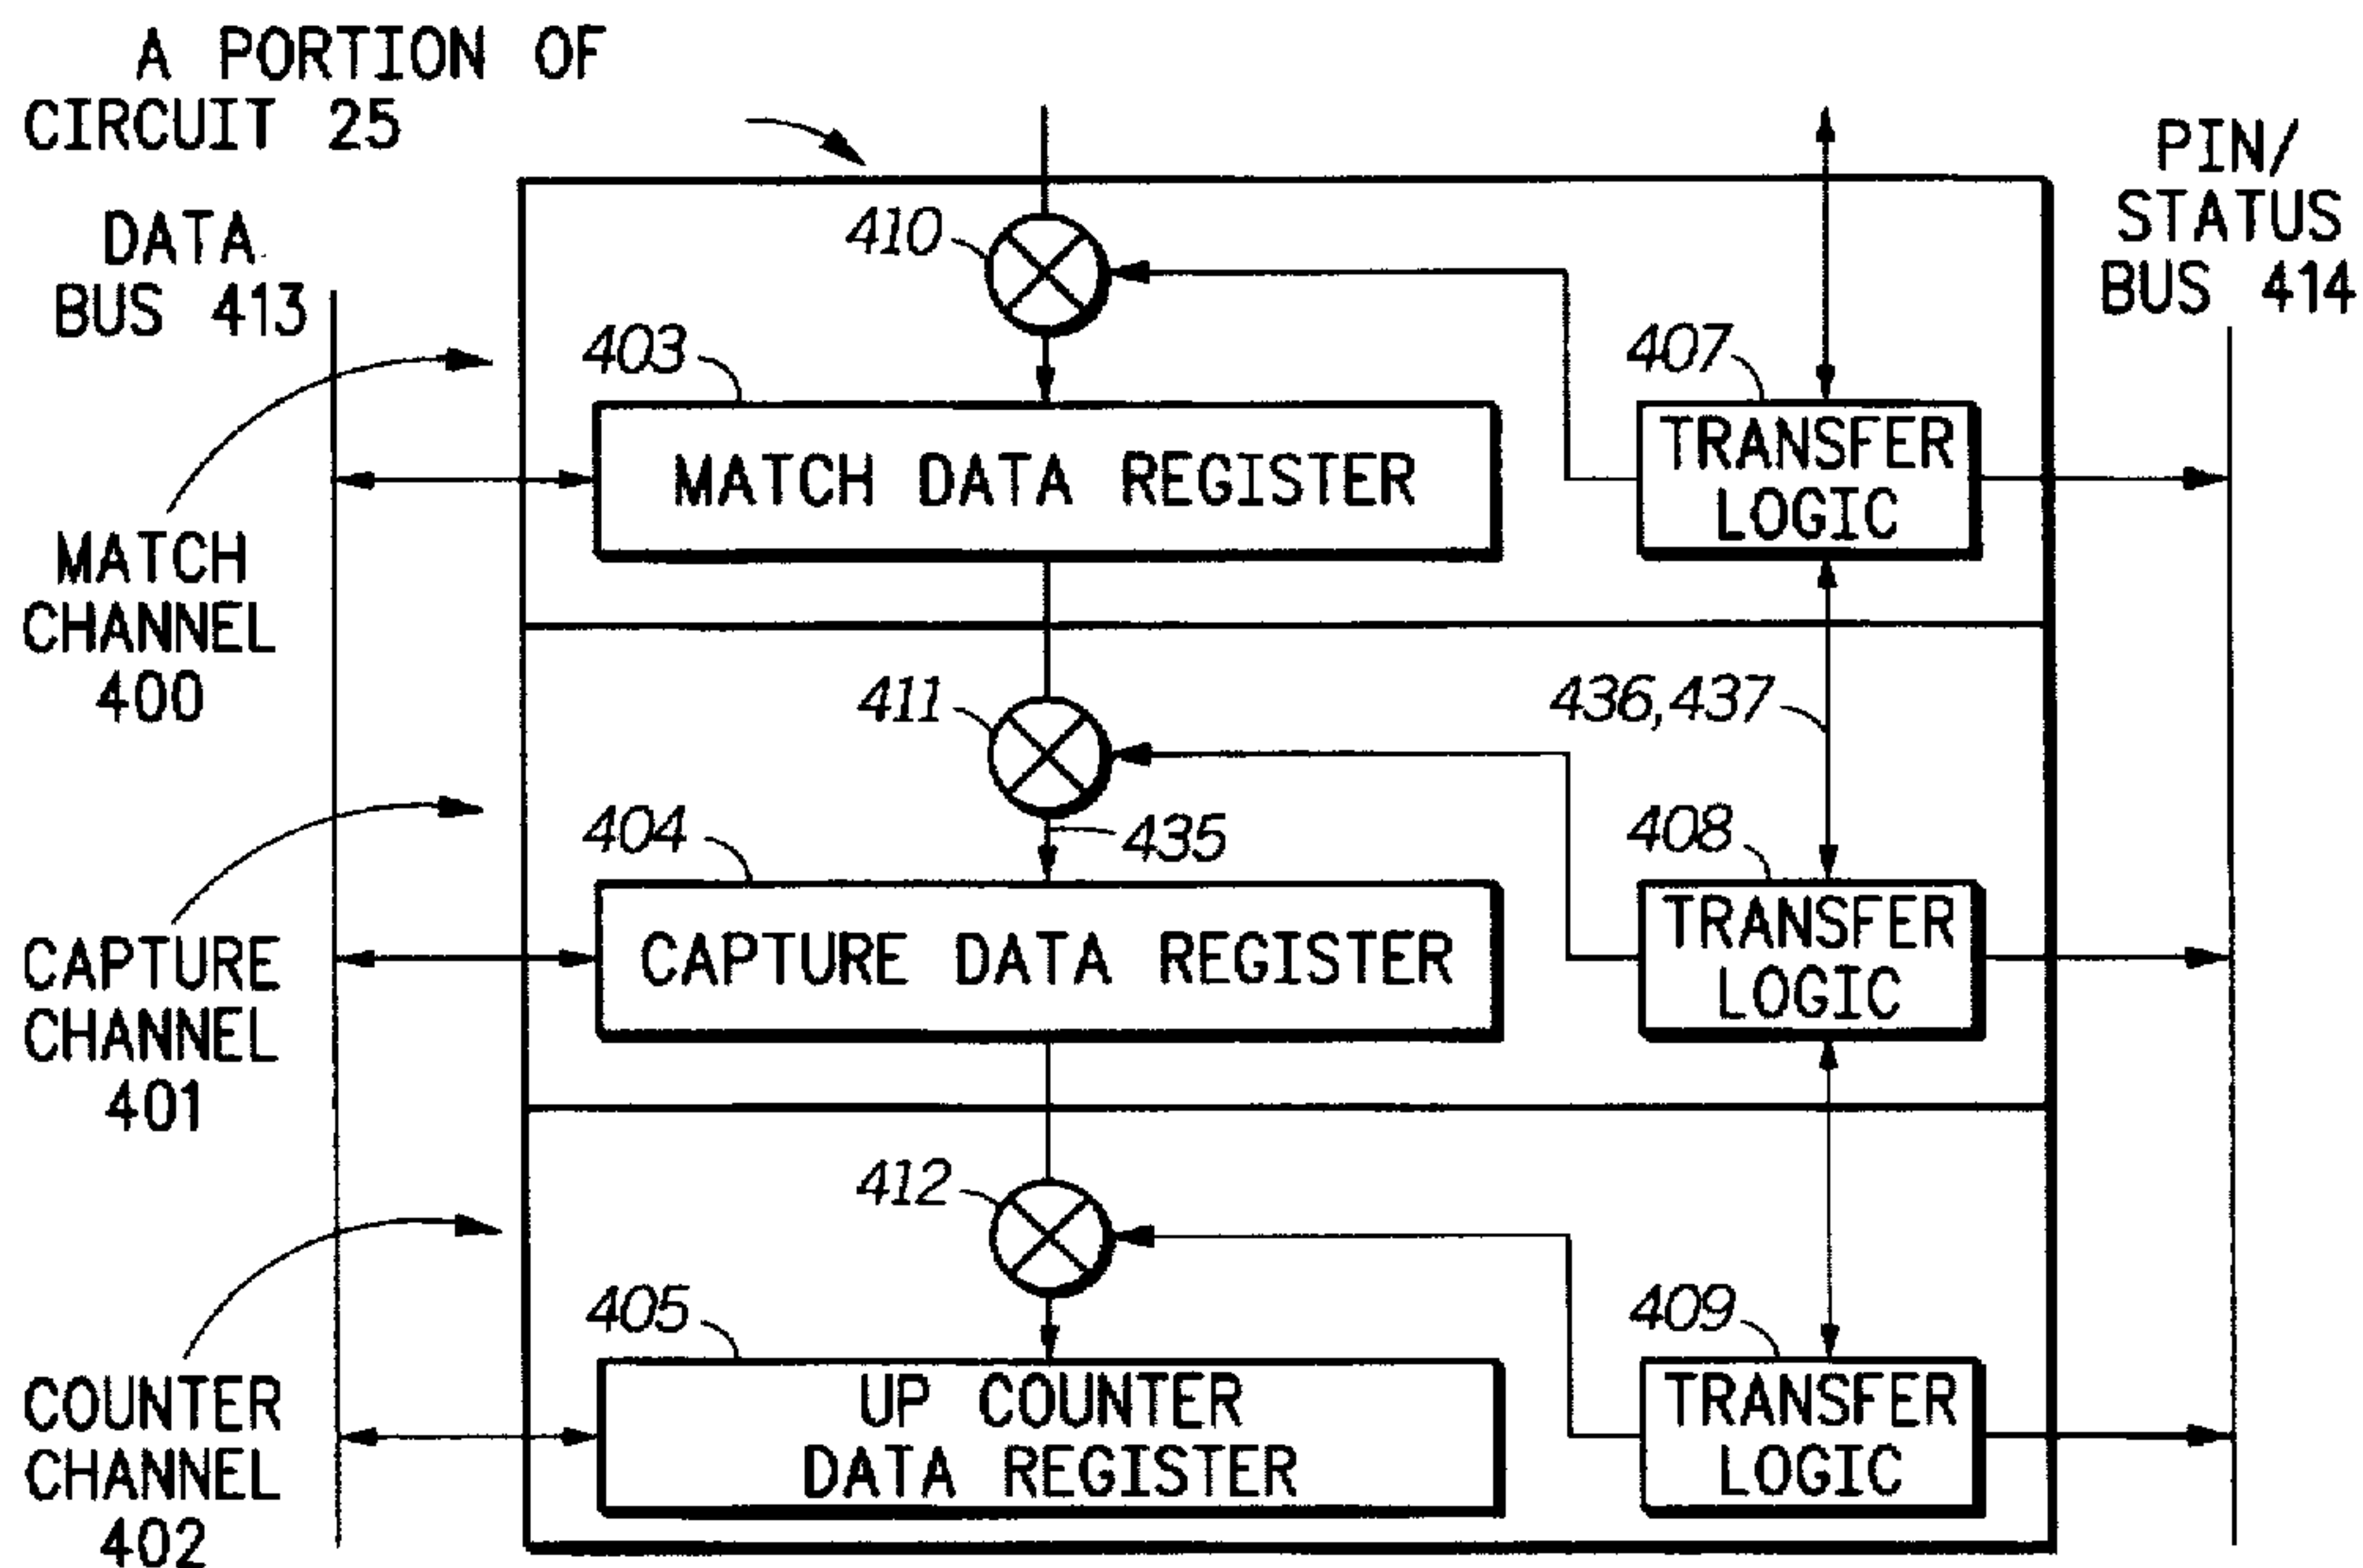 A PORTION OF
CIRCUIT 25
DATA
BUS 413
PIN/
STATUS
BUS 414
410
403
407
MATCH DATA REGISTER
TRANSFER
LOGIC
MATCH
CHANNEL
400
411
436,437
435
404
408
CAPTURE DATA REGISTER
TRANSFER
LOGIC
CAPTURE
CHANNEL
401
412
405
409
UP COUNTER
DATA REGISTER
TRANSFER
LOGIC
COUNTER
CHANNEL
402